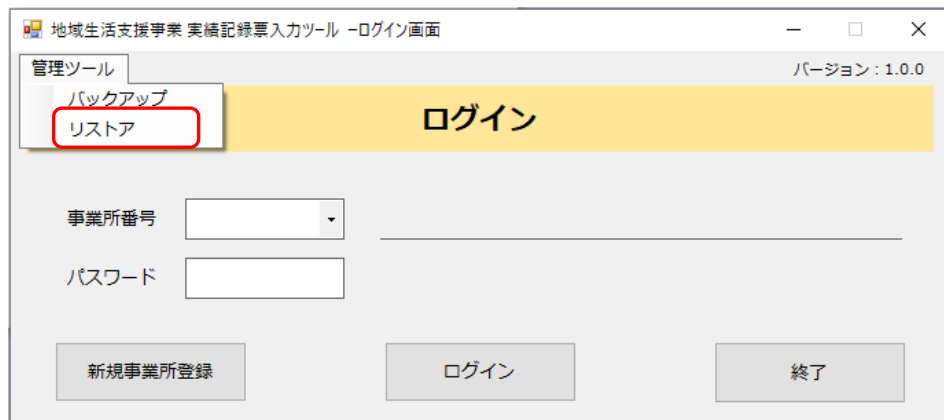 地域生活支援事業 実績記録票入力ツール −ログイン画面
管理ツール
バージョン : 1.0.0
バックアップ
リストア
ログイン
事業所番号
パスワード
新規事業所登録
ログイン
終了